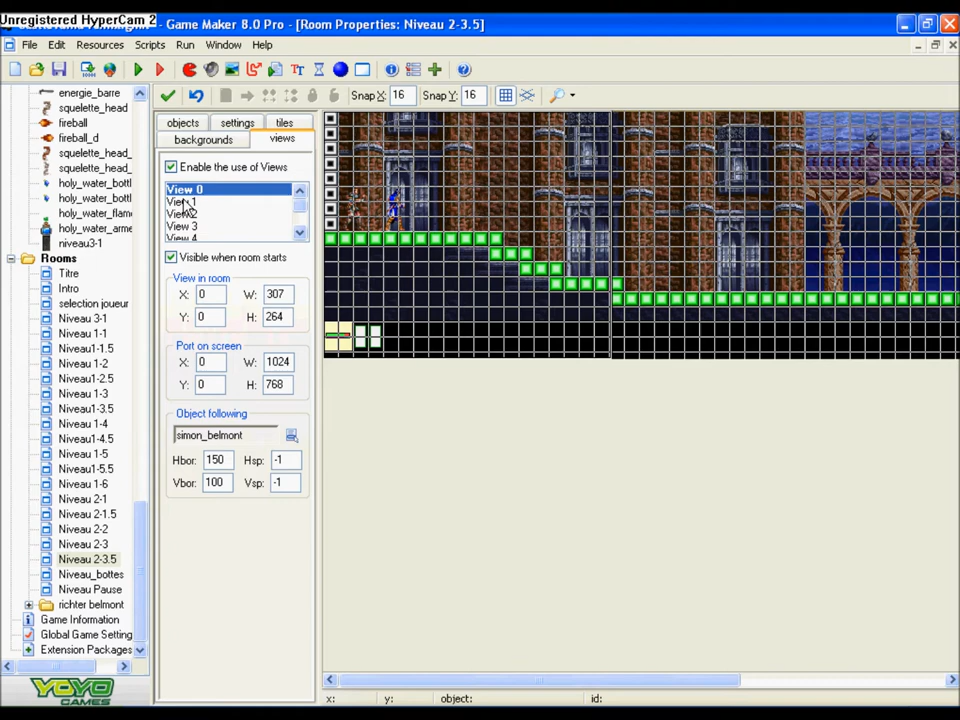 Unregistered HyperCam 2
- Game Maker 8.0 Pro - [Room Properties: Niveau 2-3.5]
File Edit Resources Scripts Run Window Help
Snap X: 16 Snap Y: 16
energie_barre
squelette_head
fireball
fireball_d
squelette_head_
squelette_head_
holy_water_bottl
holy_water_bottl
holy_water_flam
holy_water_arme
niveau3-1
Rooms
Titre
Intro
selection joueur
Niveau 3-1
Niveau 1-1
Niveau1-1.5
Niveau 1-2
Niveau1-2.5
Niveau 1-3
Niveau1-3.5
Niveau 1-4
Niveau1-4.5
Niveau 1-5
Niveau1-5.5
Niveau 1-6
Niveau 2-1
Niveau 2-1.5
Niveau 2-2
Niveau 2-3
Niveau 2-3.5
Niveau_bottes
Niveau Pause
richter belmont
Game Information
Global Game Setting
Extension Packages
YOYO
GAMES
objects settings tiles
backgrounds views
Enable the use of Views
View 0
View 1
View 2
View 3
View 4
Visible when room starts
View in room
X: 0 W: 307
Y: 0 H: 264
Port on screen
X: 0 W: 1024
Y: 0 H: 768
Object following
simon_belmont
Hbor: 150 Hsp: -1
Vbor: 100 Vsp: -1
x: y: object: id: